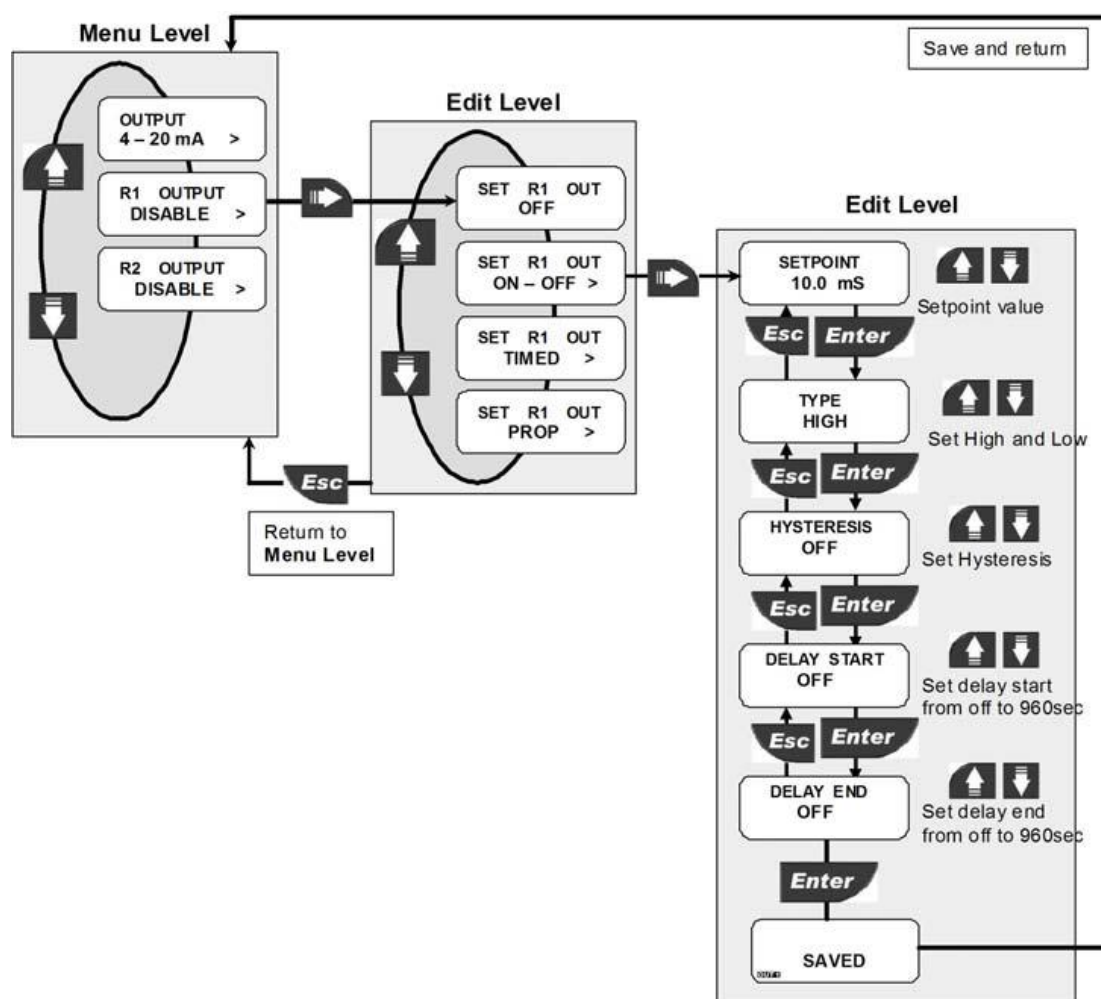 Menu Level
Save and return
OUTPUT
4 – 20 mA >
R1 OUTPUT
DISABLE >
R2 OUTPUT
DISABLE >
Edit Level
SET R1 OUT
OFF
SET R1 OUT
ON – OFF >
SET R1 OUT
TIMED >
SET R1 OUT
PROP >
Esc
Return to
Menu Level
Edit Level
SETPOINT
10.0 mS
Setpoint value
Esc Enter
TYPE
HIGH
Set High and Low
Esc Enter
HYSTERESIS
OFF
Set Hysteresis
Esc Enter
DELAY START
OFF
Set delay start
from off to 960sec
Esc Enter
DELAY END
OFF
Set delay end
from off to 960sec
Enter
SAVED